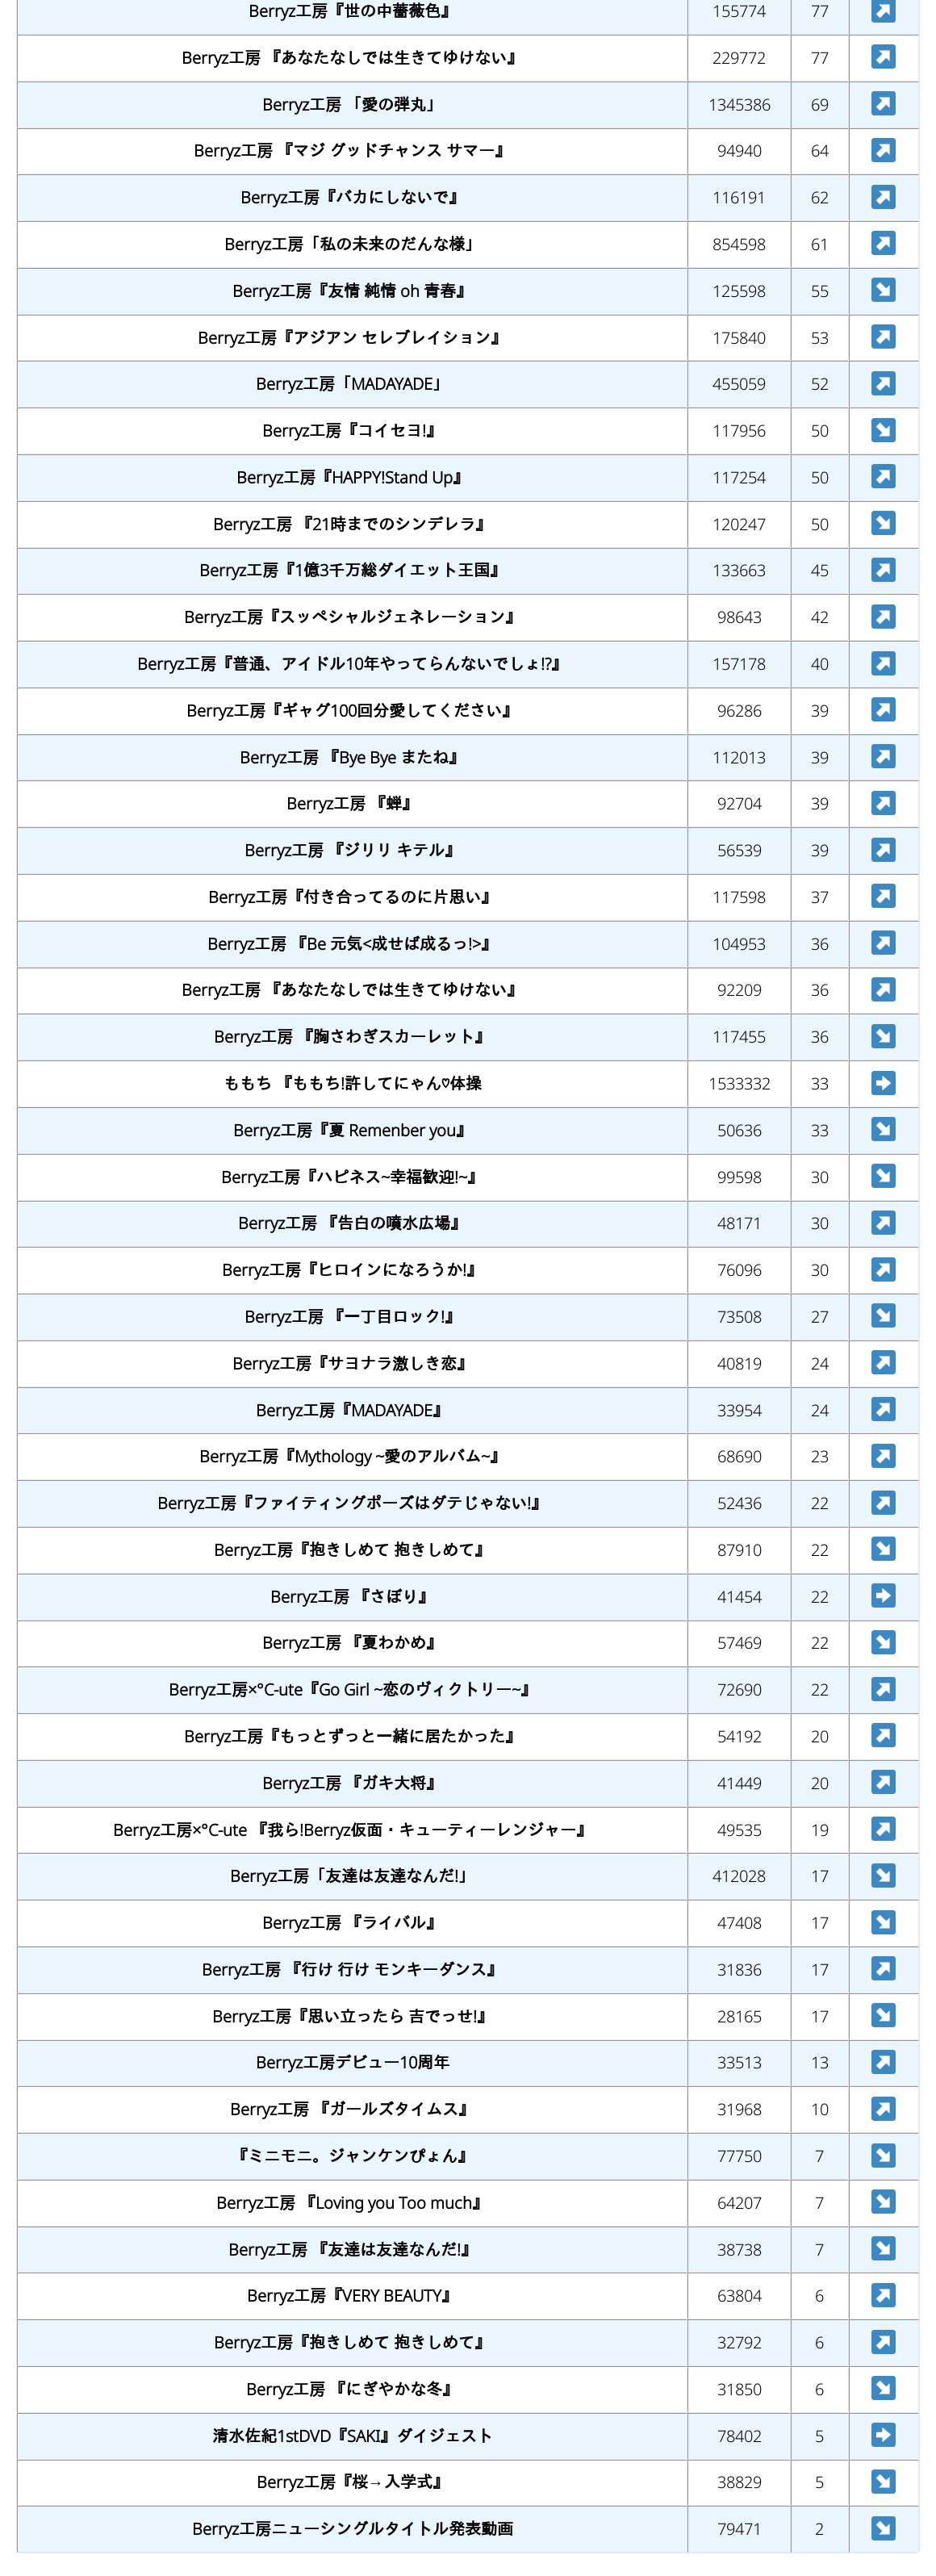 Berryz工房『世の中薔薇色』 155774 77 ↗
Berryz工房 『あなたなしでは生きてゆけない』 229772 77 ↗
Berryz工房 「愛の弾丸」 1345386 69 ↗
Berryz工房 『マジ グッドチャンス サマー』 94940 64 ↗
Berryz工房『バカにしないで』 116191 62 ↗
Berryz工房「私の未来のだんな様」 854598 61 ↗
Berryz工房『友情 純情 oh 青春』 125598 55 ↘
Berryz工房『アジアン セレブレイション』 175840 53 ↗
Berryz工房「MADAYADE」 455059 52 ↗
Berryz工房『コイセヨ!』 117956 50 ↘
Berryz工房『HAPPY!Stand Up』 117254 50 ↗
Berryz工房 『21時までのシンデレラ』 120247 50 ↘
Berryz工房『1億3千万総ダイエット王国』 133663 45 ↗
Berryz工房『スッペシャルジェネレーション』 98643 42 ↗
Berryz工房『普通、アイドル10年やってらんないでしょ!?』 157178 40 ↗
Berryz工房『ギャグ100回分愛してください』 96286 39 ↗
Berryz工房 『Bye Bye またね』 112013 39 ↗
Berryz工房 『蝉』 92704 39 ↗
Berryz工房 『ジリリ キテル』 56539 39 ↗
Berryz工房『付き合ってるのに片思い』 117598 37 ↗
Berryz工房 『Be 元気<成せば成るっ!>』 104953 36 ↗
Berryz工房 『あなたなしでは生きてゆけない』 92209 36 ↗
Berryz工房 『胸さわぎスカーレット』 117455 36 ↘
ももち 『ももち!許してにゃん♡体操 1533332 33 ➡
Berryz工房『夏 Remenber you』 50636 33 ↘
Berryz工房『ハピネス~幸福歓迎!~』 99598 30 ↘
Berryz工房 『告白の噴水広場』 48171 30 ↗
Berryz工房『ヒロインになろうか!』 76096 30 ↗
Berryz工房 『一丁目ロック!』 73508 27 ↘
Berryz工房『サヨナラ激しき恋』 40819 24 ↗
Berryz工房『MADAYADE』 33954 24 ↗
Berryz工房『Mythology ~愛のアルバム~』 68690 23 ↗
Berryz工房『ファイティングポーズはダテじゃない!』 52436 22 ↗
Berryz工房『抱きしめて 抱きしめて』 87910 22 ↘
Berryz工房 『さぼり』 41454 22 ➡
Berryz工房 『夏わかめ』 57469 22 ↘
Berryz工房×℃-ute『Go Girl ~恋のヴィクトリー~』 72690 22 ↗
Berryz工房『もっとずっと一緒に居たかった』 54192 20 ↗
Berryz工房 『ガキ大将』 41449 20 ↗
Berryz工房×℃-ute 『我ら!Berryz仮面・キューティーレンジャー』 49535 19 ↗
Berryz工房「友達は友達なんだ!」 412028 17 ↘
Berryz工房 『ライバル』 47408 17 ↘
Berryz工房 『行け 行け モンキーダンス』 31836 17 ↗
Berryz工房『思い立ったら 吉でっせ!』 28165 17 ↘
Berryz工房デビュー10周年 33513 13 ↗
Berryz工房 『ガールズタイムス』 31968 10 ↗
『ミニモニ。ジャンケンぴょん』 77750 7 ↘
Berryz工房 『Loving you Too much』 64207 7 ↘
Berryz工房 『友達は友達なんだ!』 38738 7 ↘
Berryz工房『VERY BEAUTY』 63804 6 ↗
Berryz工房『抱きしめて 抱きしめて』 32792 6 ↗
Berryz工房 『にぎやかな冬』 31850 6 ↘
清水佐紀1stDVD『SAKI』ダイジェスト 78402 5 ➡
Berryz工房『桜→入学式』 38829 5 ↘
Berryz工房ニューシングルタイトル発表動画 79471 2 ↘